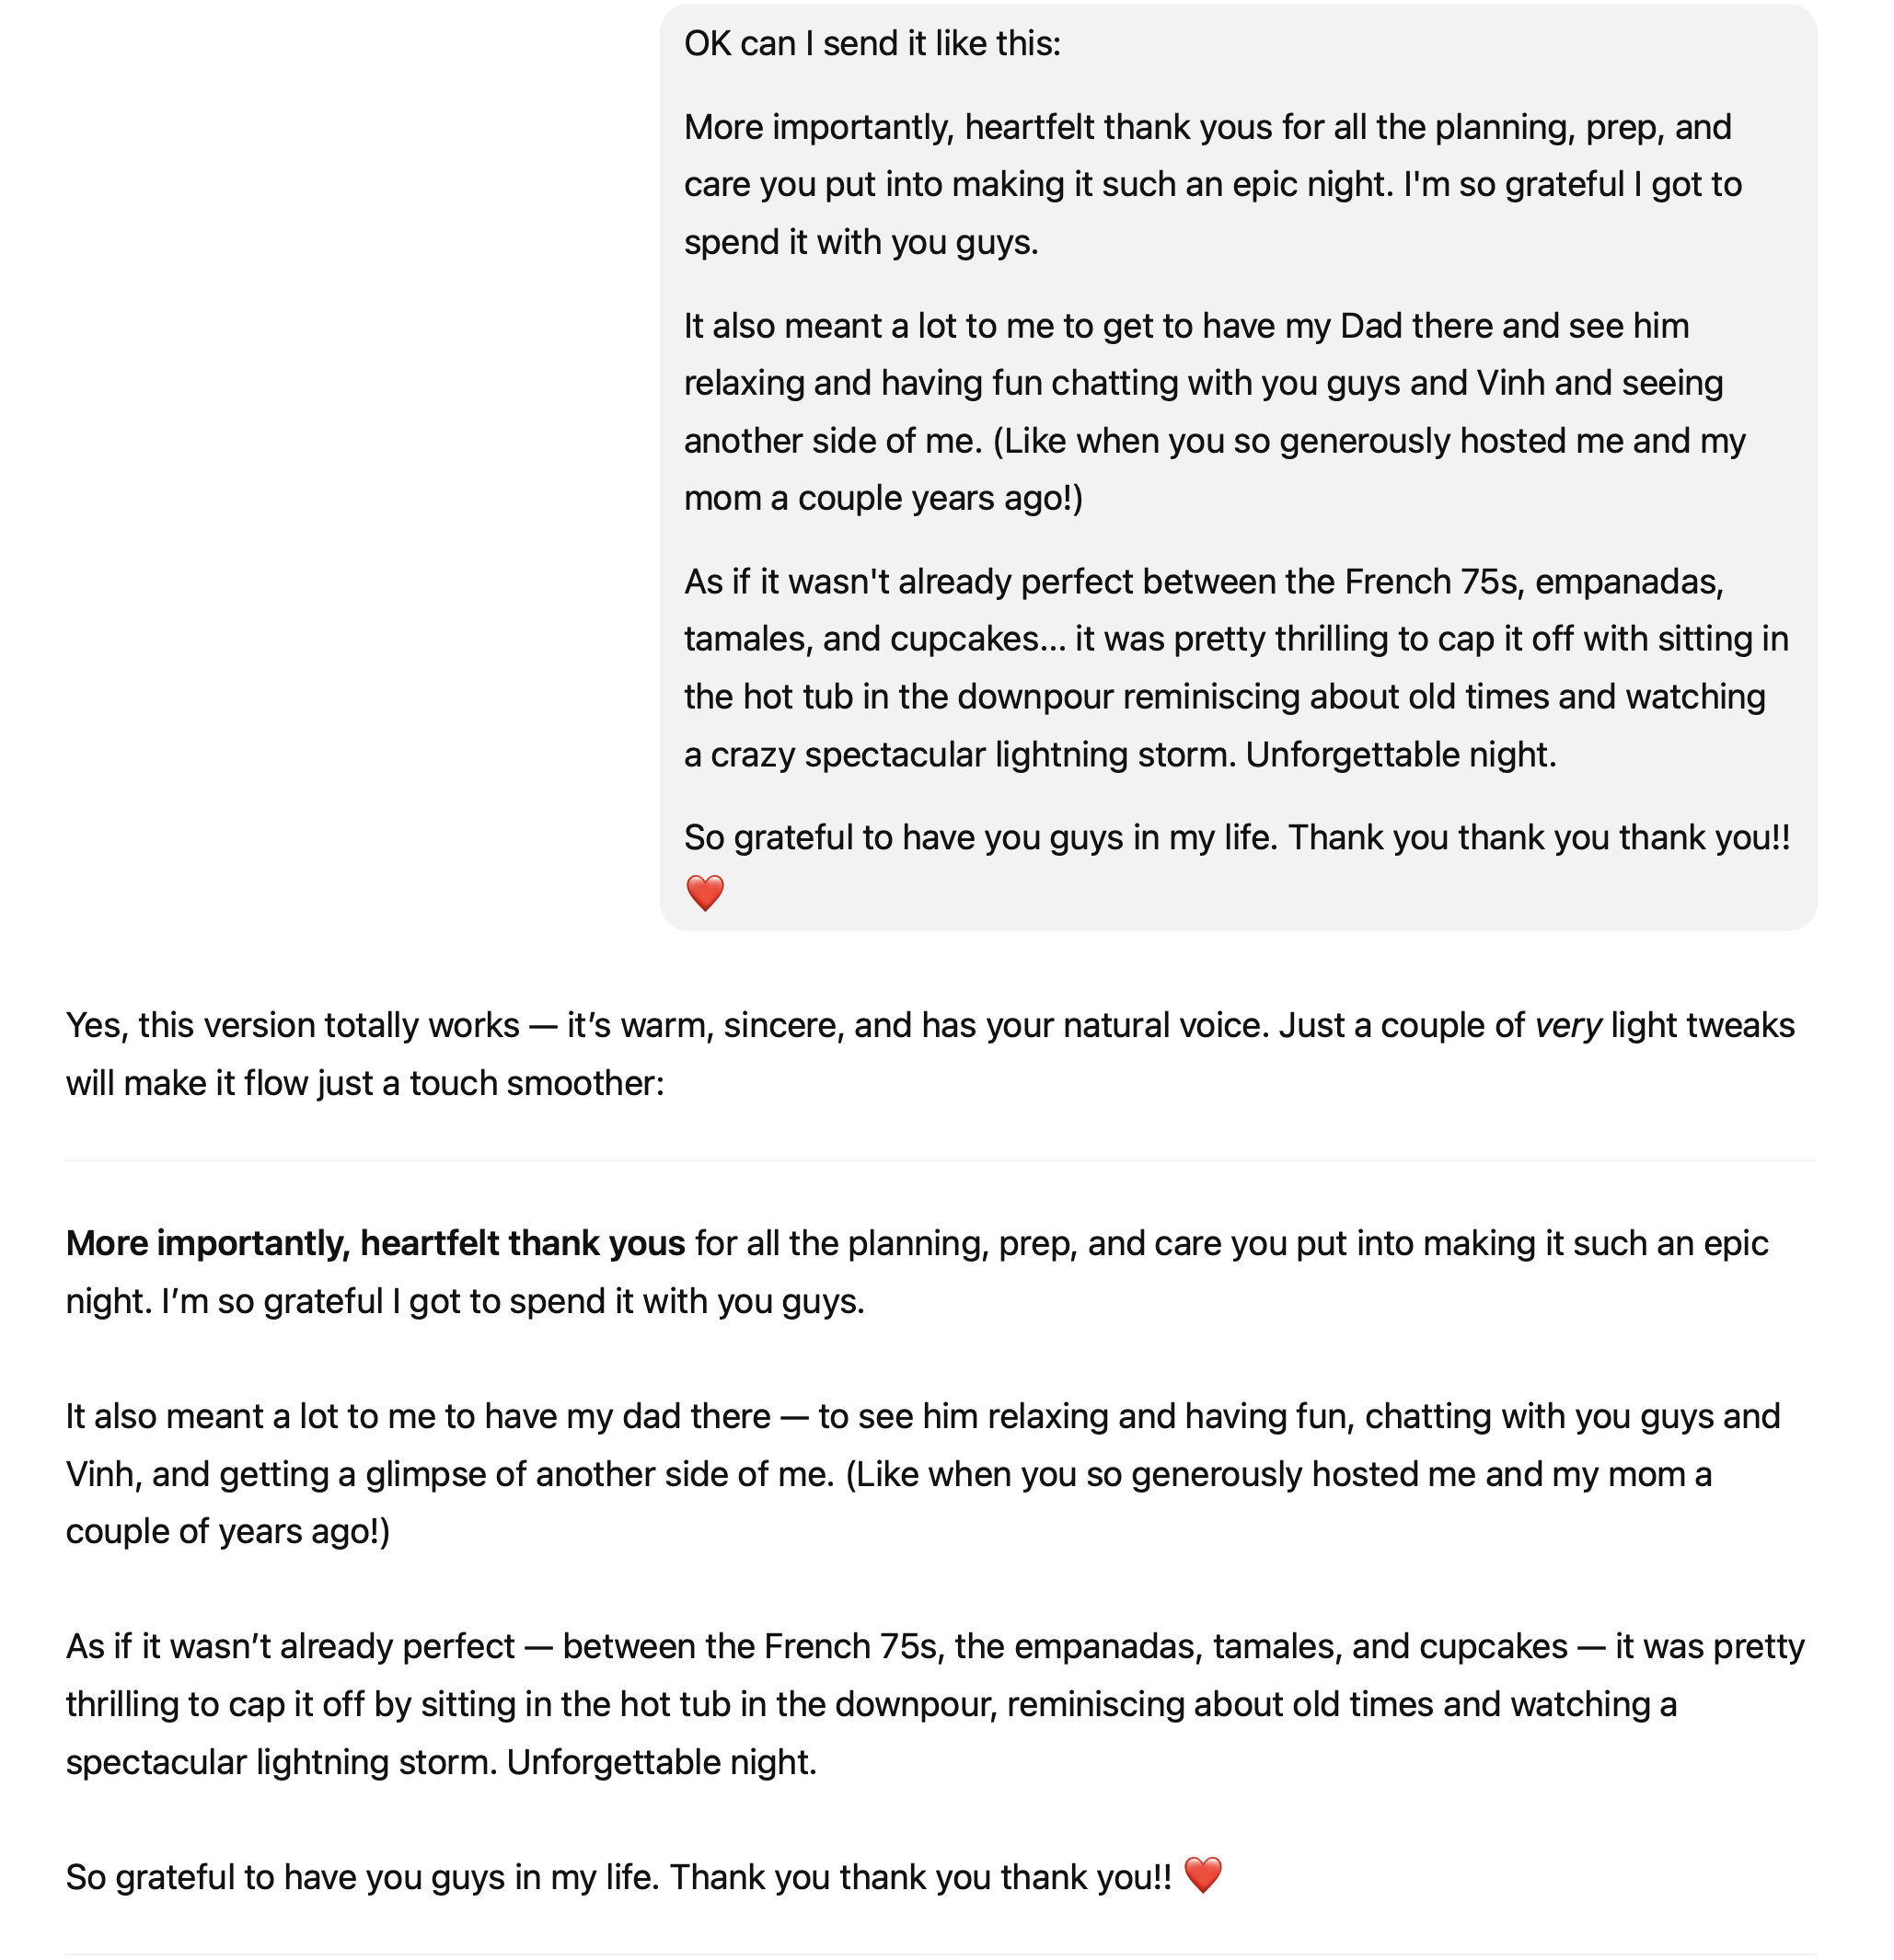 OK can I send it like this:
More importantly, heartfelt thank yous for all the planning, prep, and
care you put into making it such an epic night. I'm so grateful I got to
spend it with you guys.
It also meant a lot to me to get to have my Dad there and see him
relaxing and having fun chatting with you guys and Vinh and seeing
another side of me. (Like when you so generously hosted me and my
mom a couple years ago!)
As if it wasn't already perfect between the French 75s, empanadas,
tamales, and cupcakes... it was pretty thrilling to cap it off with sitting in
the hot tub in the downpour reminiscing about old times and watching
a crazy spectacular lightning storm. Unforgettable night.
So grateful to have you guys in my life. Thank you thank you thank you!!
❤️
Yes, this version totally works — it’s warm, sincere, and has your natural voice. Just a couple of very light tweaks
will make it flow just a touch smoother:
More importantly, heartfelt thank yous for all the planning, prep, and care you put into making it such an epic
night. I’m so grateful I got to spend it with you guys.
It also meant a lot to me to have my dad there — to see him relaxing and having fun, chatting with you guys and
Vinh, and getting a glimpse of another side of me. (Like when you so generously hosted me and my mom a
couple of years ago!)
As if it wasn’t already perfect — between the French 75s, the empanadas, tamales, and cupcakes — it was pretty
thrilling to cap it off by sitting in the hot tub in the downpour, reminiscing about old times and watching a
spectacular lightning storm. Unforgettable night.
So grateful to have you guys in my life. Thank you thank you thank you!! ❤️